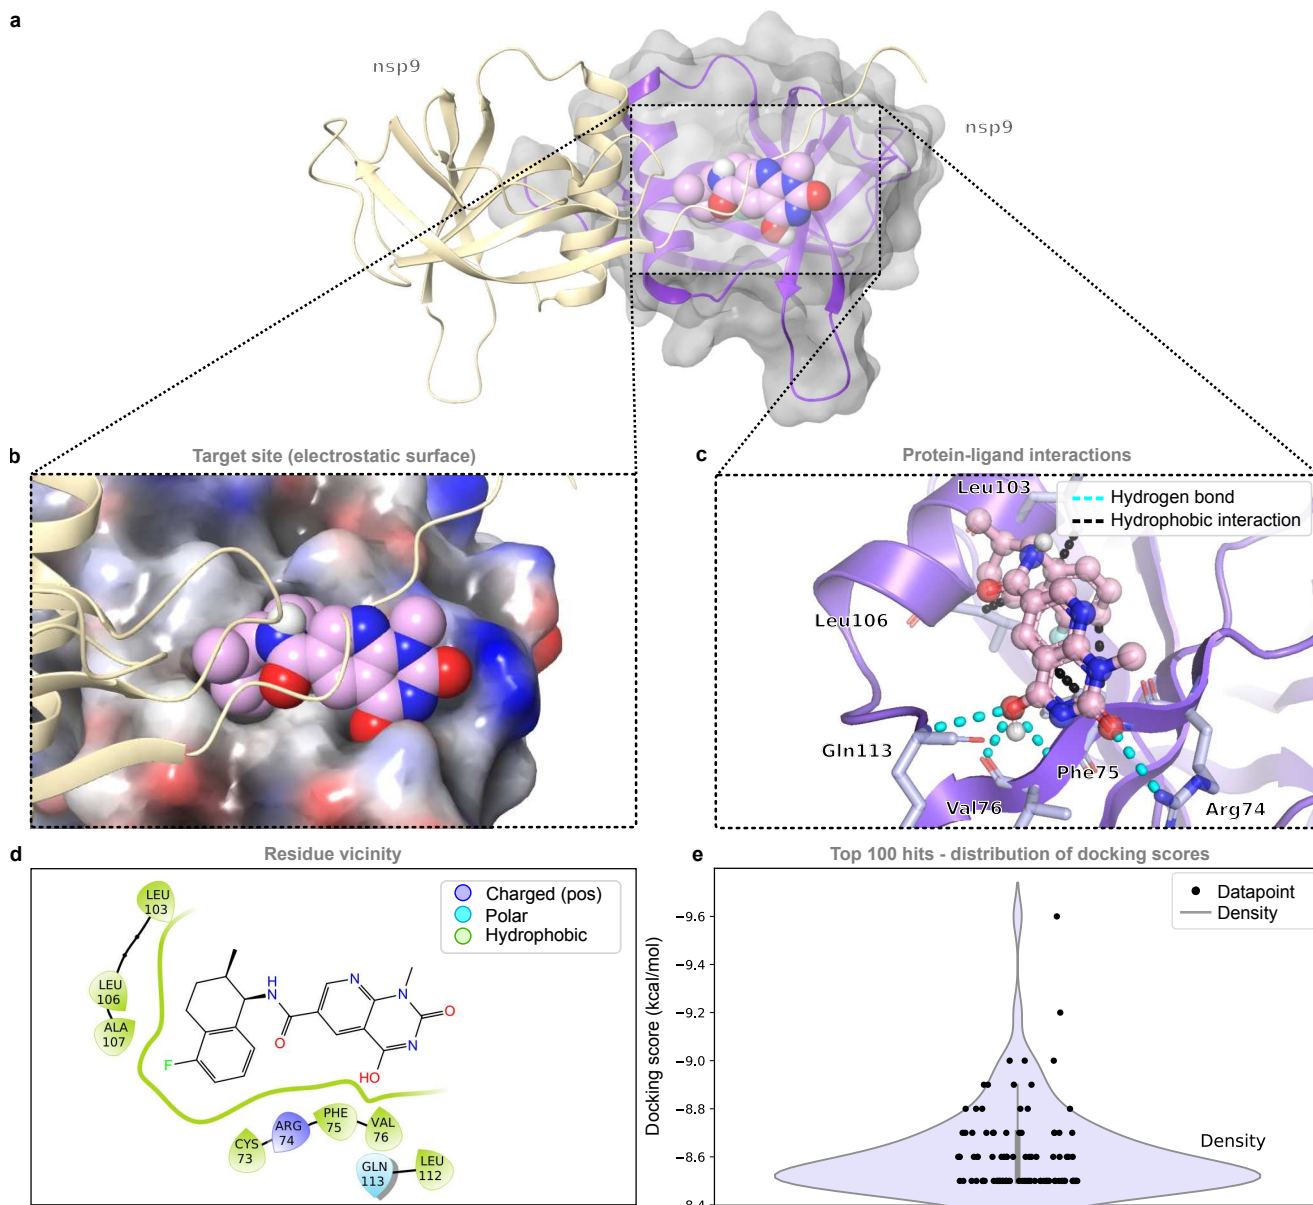 a
nsp9
nsp9
b
Target site (electrostatic surface)
c
Protein-ligand interactions
Leu103
Hydrogen bond
Hydrophobic interaction
Leu106
Gln113
Phe75
Val76
Arg74
d
Residue vicinity
Charged (pos)
Polar
Hydrophobic
LEU
103
LEU
106
ALA
107
H
N
N
N
O
O
N
F
HO
CYS
73
ARG
74
PHE
75
VAL
76
GLN
113
LEU
112
e
Top 100 hits - distribution of docking scores
Datapoint
Density
Docking score (kcal/mol)
−9.6
−9.4
−9.2
−9.0
−8.8
−8.6
−8.4
Density